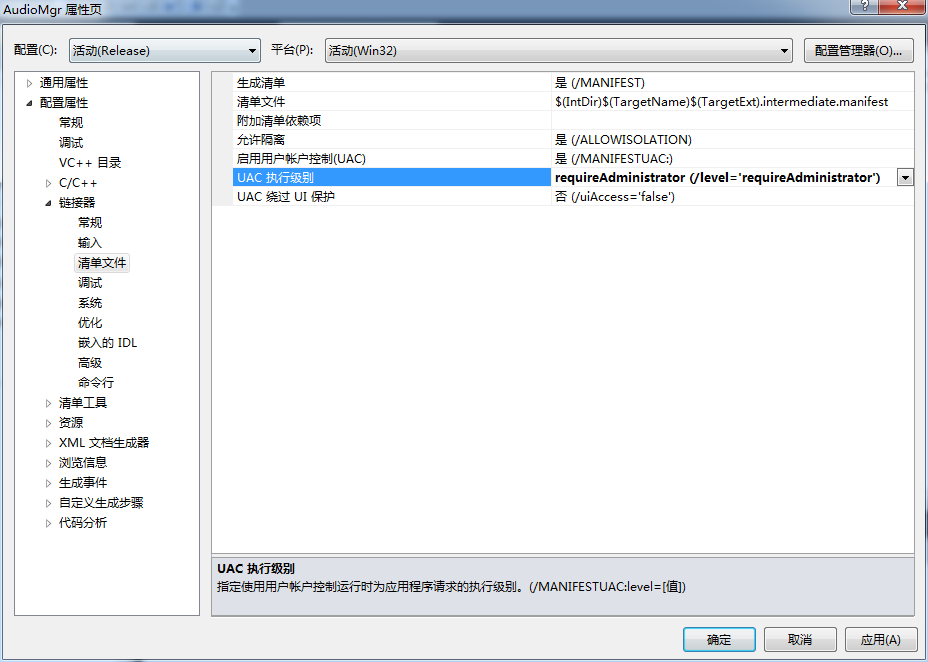 AudioMgr 属性页
配置(C): 活动(Release) 平台(P): 活动(Win32) 配置管理器(O)...
通用属性
配置属性
常规
调试
VC++ 目录
C/C++
链接器
常规
输入
清单文件
调试
系统
优化
嵌入的 IDL
高级
命令行
清单工具
资源
XML 文档生成器
浏览信息
生成事件
自定义生成步骤
代码分析
生成清单 是 (/MANIFEST)
清单文件 $(IntDir)$(TargetName)$(TargetExt).intermediate.manifest
附加清单依赖项
允许隔离 是 (/ALLOWISOLATION)
启用用户帐户控制(UAC) 是 (/MANIFESTUAC:)
UAC 执行级别 requireAdministrator (/level='requireAdministrator')
UAC 绕过 UI 保护 否 (/uiAccess='false')
UAC 执行级别
指定使用用户帐户控制运行时为应用程序请求的执行级别。(/MANIFESTUAC:level=[值])
确定 取消 应用(A)